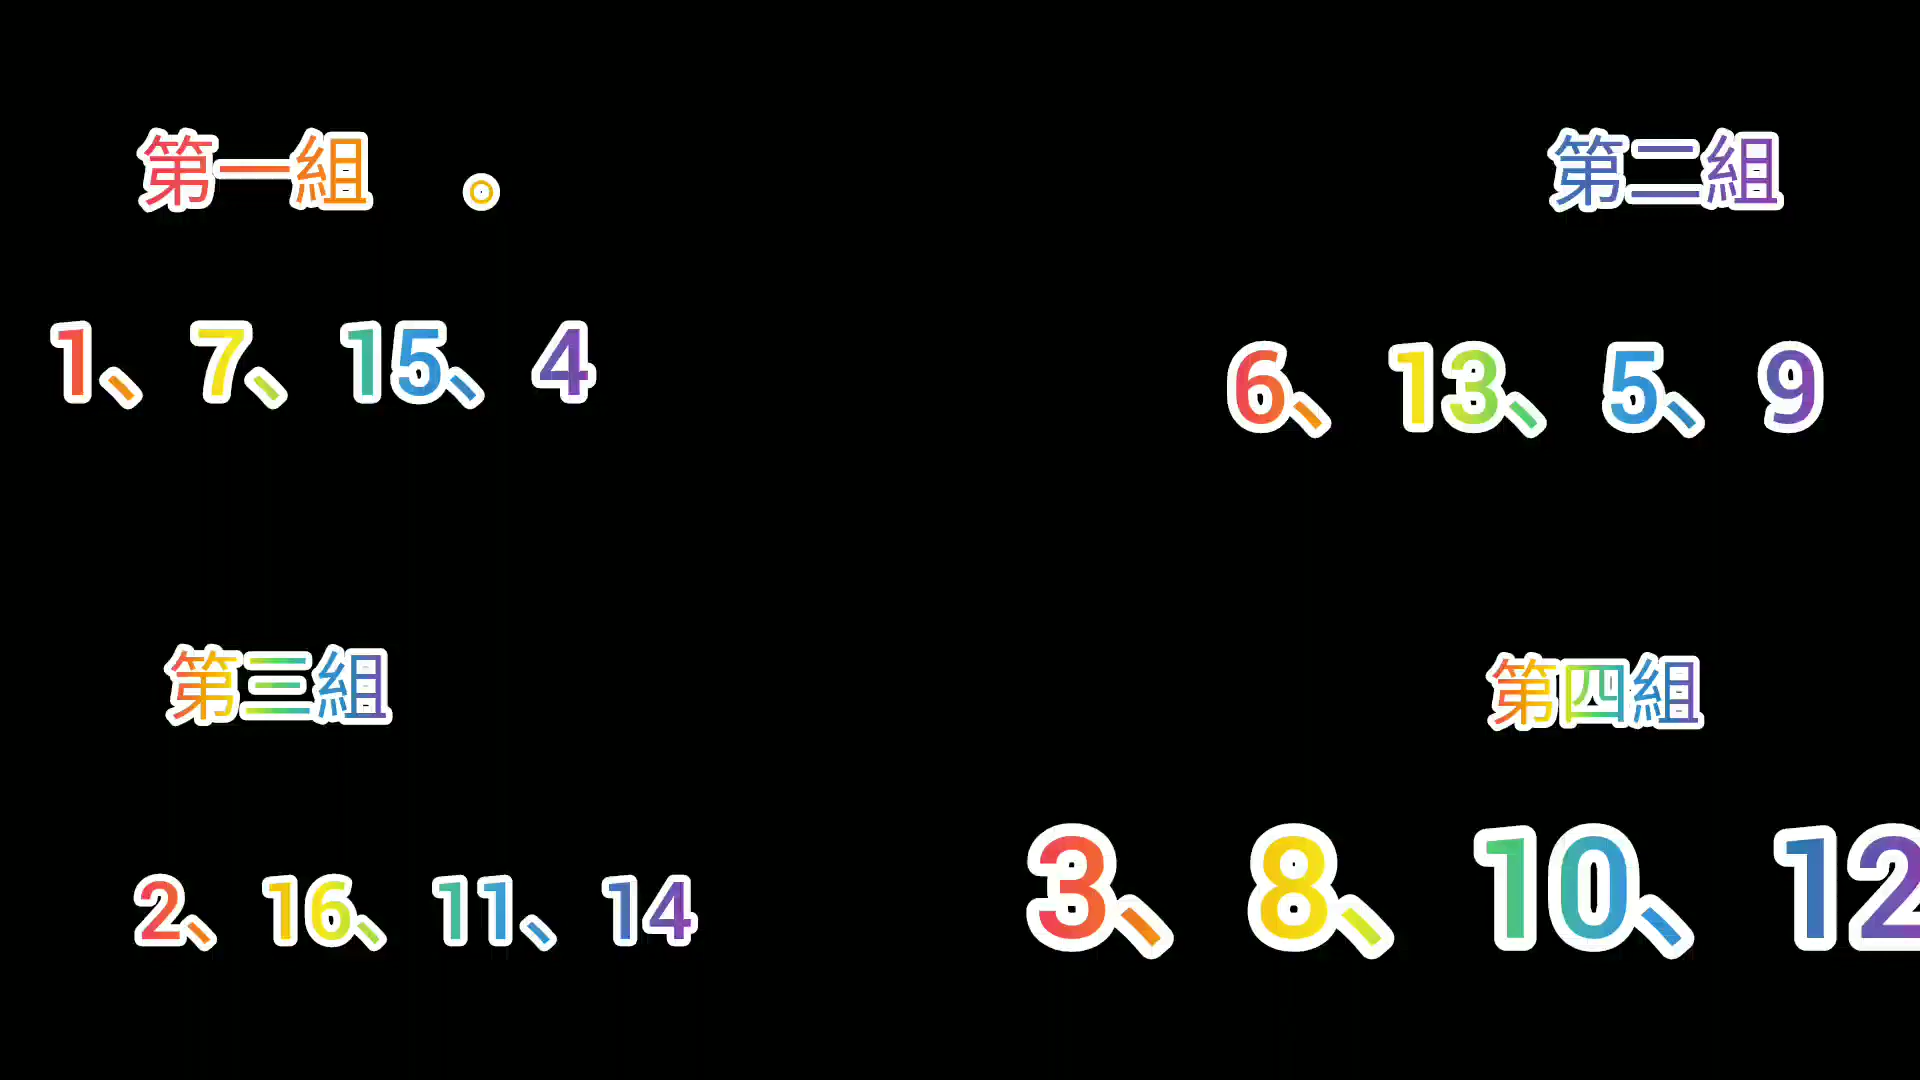 第一組 。
第二組
1、7、15、4
6、13、5、9
第三組
第四組
2、16、11、14
3、8、10、12